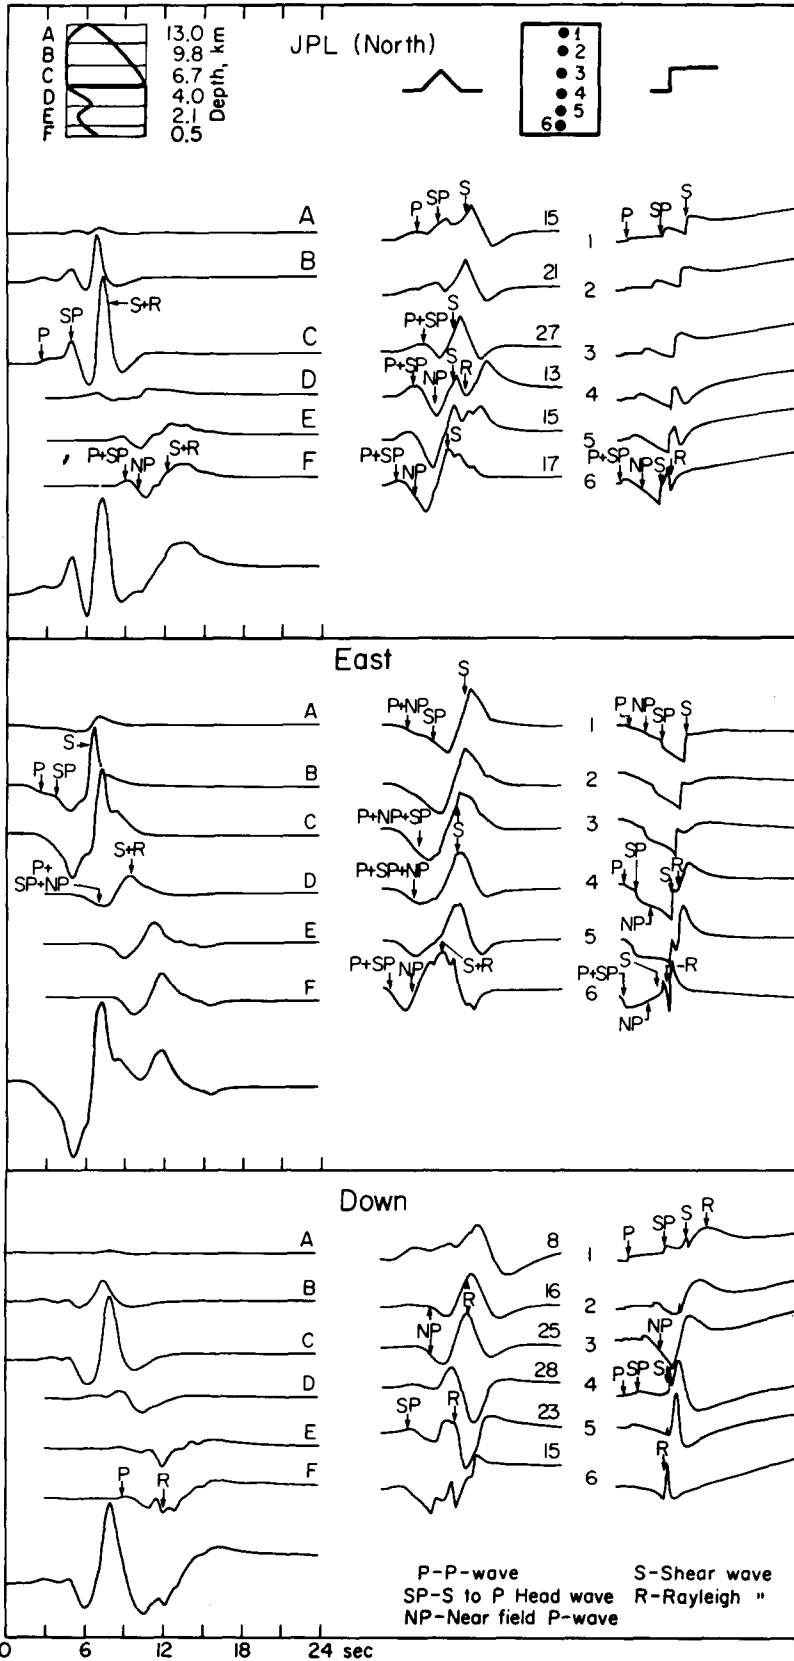 JPL (North)
A 13.0
B 9.8
C 6.7
D 4.0
E 2.1
F 0.5
Depth, km
1
2
3
4
5
6
A
B
C
D
E
F
P SP S+R
P+SP NP S+R
P SP S 15
21
P+SP S 27
P+SP NP S R 13
15
P+SP NP S 17
1 P SP S
2
3
4
5
6 P+SP NP S R
East
A
B
C
D
E
F
S
P SP
P+
SP+NP S+R
P+NP SP S
P+NP+SP S
P+SP+NP
P+SP NP S+R
1 P NP SP S
2
3
4 P SP NP S R
5
6 P+SP S NP R
Down
A
B
C
D
E
F
P R
8
16
NP R 25
28
SP R 23
15
1 P SP S R
2
3 NP
4 P SP S
5
6 R
P-P-wave S-Shear wave
SP-S to P Head wave R-Rayleigh "
NP-Near field P-wave
0 6 12 18 24 sec